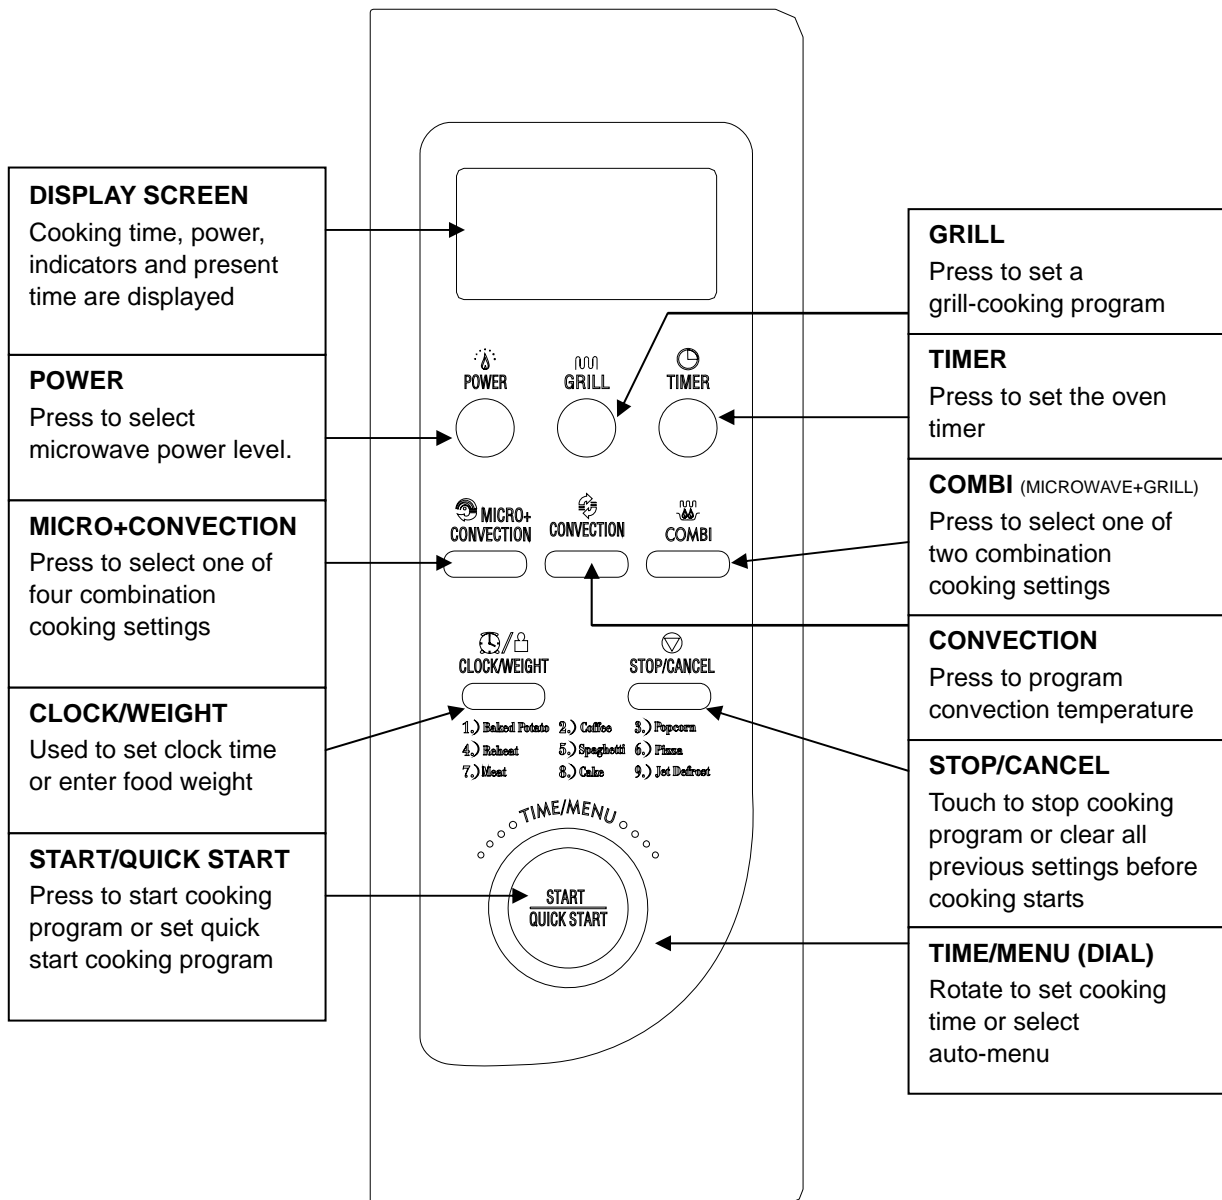 DISPLAY SCREEN
Cooking time, power,
indicators and present
time are displayed
POWER
Press to select
microwave power level.
MICRO+CONVECTION
Press to select one of
four combination
cooking settings
CLOCK/WEIGHT
Used to set clock time
or enter food weight
START/QUICK START
Press to start cooking
program or set quick
start cooking program
POWER
GRILL
TIMER
MICRO+
CONVECTION
CONVECTION
COMBI
CLOCK/WEIGHT
STOP/CANCEL
1.) Baked Potato 2.) Coffee 3.) Popcorn
4.) Reheat 5.) Spaghetti 6.) Pizza
7.) Meat 8.) Cake 9.) Jet Defrost
TIME/MENU
START
QUICK START
GRILL
Press to set a
grill-cooking program
TIMER
Press to set the oven
timer
COMBI (MICROWAVE+GRILL)
Press to select one of
two combination
cooking settings
CONVECTION
Press to program
convection temperature
STOP/CANCEL
Touch to stop cooking
program or clear all
previous settings before
cooking starts
TIME/MENU (DIAL)
Rotate to set cooking
time or select
auto-menu